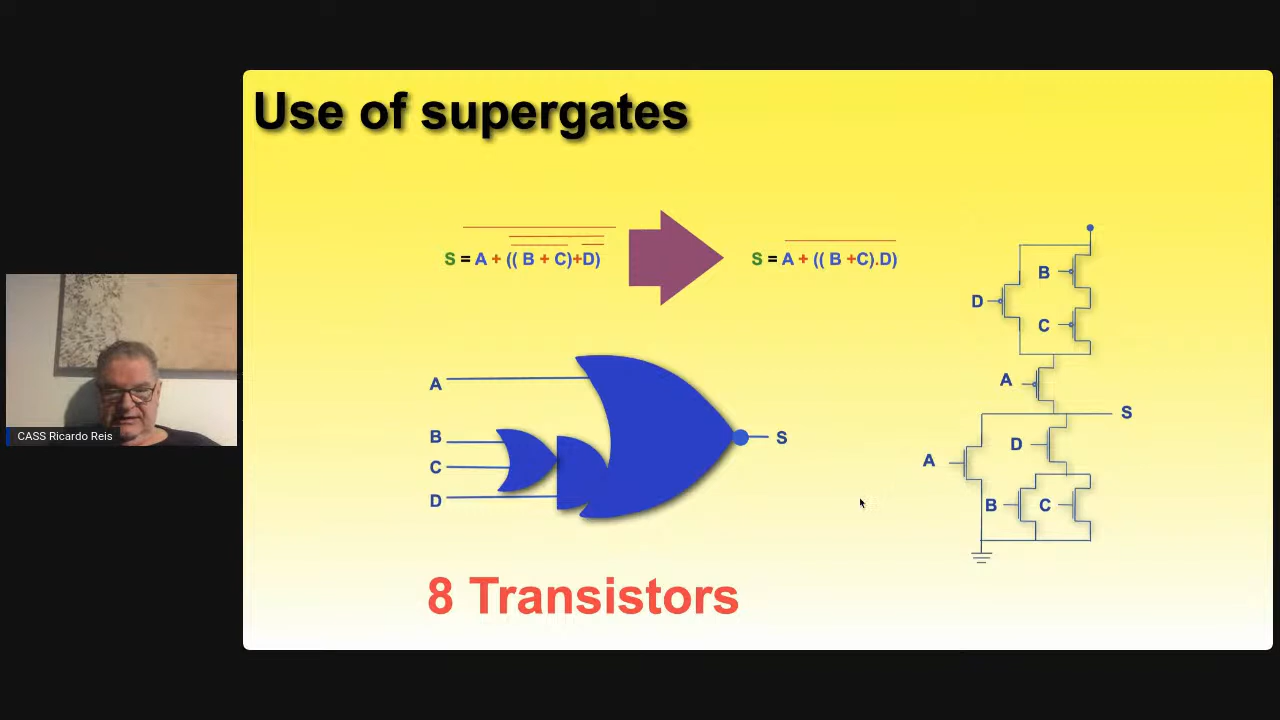 Use of supergates
S = A + (( B + C)+D)
S = A + (( B +C).D)
B
D
C
A
S
A
D
B
C
A
B
C
D
S
8 Transistors
CASS Ricardo Reis